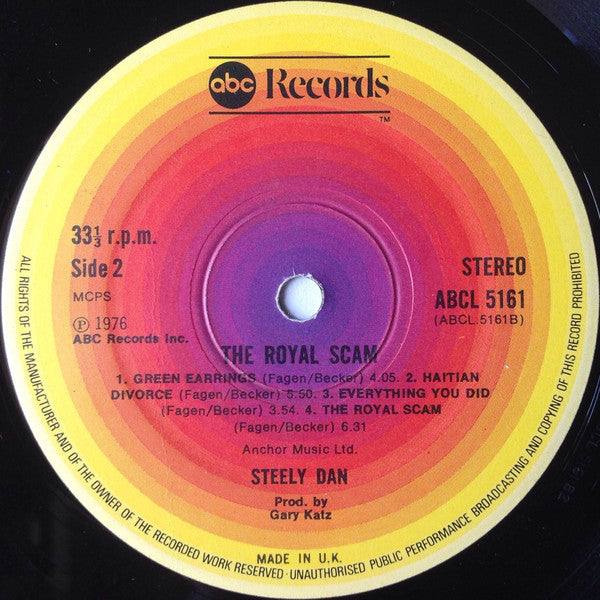 abc Records
TM
33⅓ r.p.m.
Side 2
MCPS
Ⓟ 1976
ABC Records Inc.
STEREO
ABCL 5161
(ABCL.5161B)
THE ROYAL SCAM
1. GREEN EARRINGS (Fagen/Becker) 4.05. 2. HAITIAN
DIVORCE (Fagen/Becker) 5.50. 3. EVERYTHING YOU DID
(Fagen/Becker) 3.54. 4. THE ROYAL SCAM
(Fagen/Becker) 6.31
Anchor Music Ltd.
STEELY DAN
Prod. by
Gary Katz
MADE IN U.K.
ALL RIGHTS OF THE MANUFACTURER AND OF THE OWNER OF THE RECORDED WORK RESERVED · UNAUTHORISED PUBLIC PERFORMANCE BROADCASTING AND COPYING OF THIS RECORD PROHIBITED